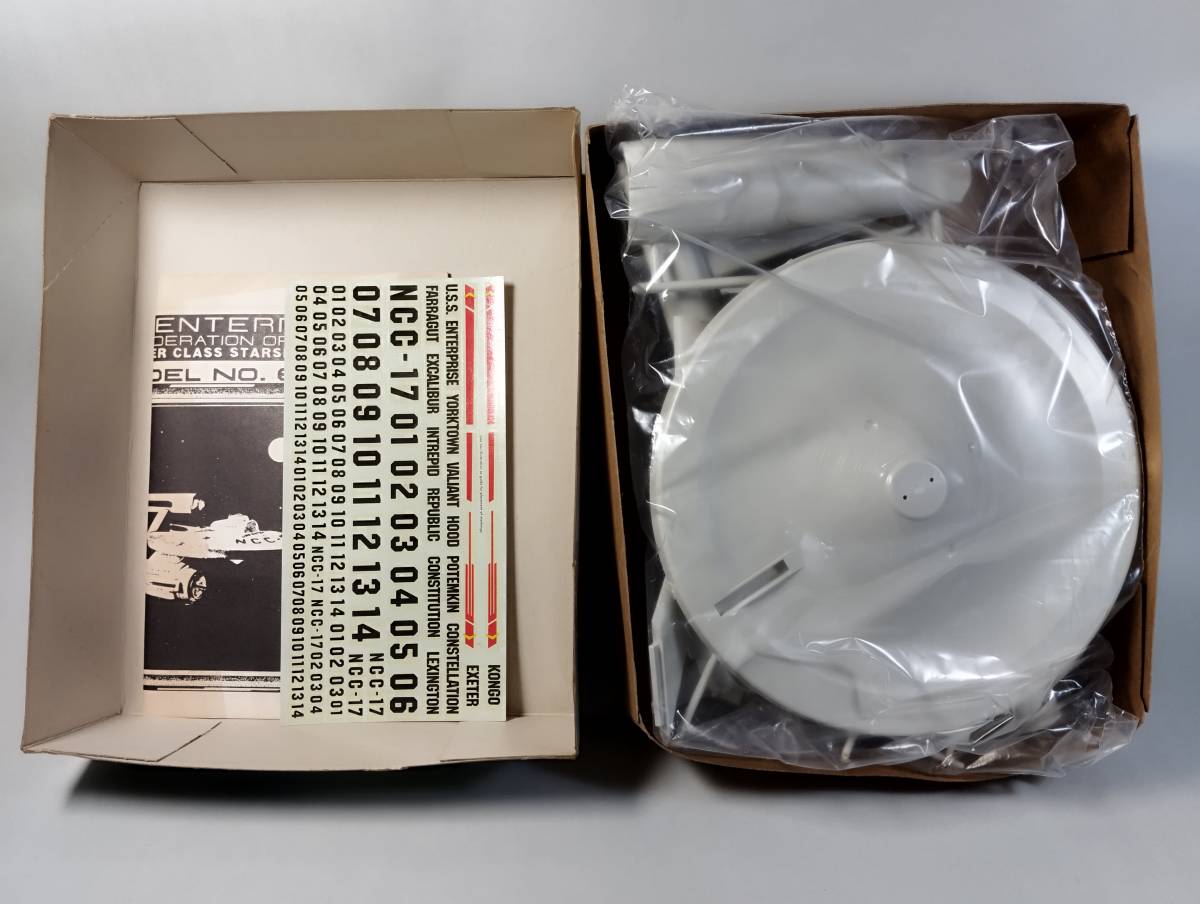 ENTER
DERATION OF
ER CLASS STARS
DEL NO. 6
NCC-
KONGO
EXETER
U.S.S. ENTERPRISE YORKTOWN VALIANT HOOD POTEMKIN CONSTELLATION
FARRAGUT EXCALIBUR INTREPID REPUBLIC CONSTITUTION LEXINGTON
NCC-17 01 02 03 04 05 06
07 08 09 10 11 12 13 14 NCC-17
NCC-17
01 02 03 04 05 06 07 08 09 10 11 12 13 14 01 02 03 01
04 05 06 07 08 09 10 11 12 13 14 NCC-17 NCC-17 02 03 04
05 06 07 08 09 10 11 12 13 14 01 02 03 04 05 06 07 08 09 10 11 12 13 14